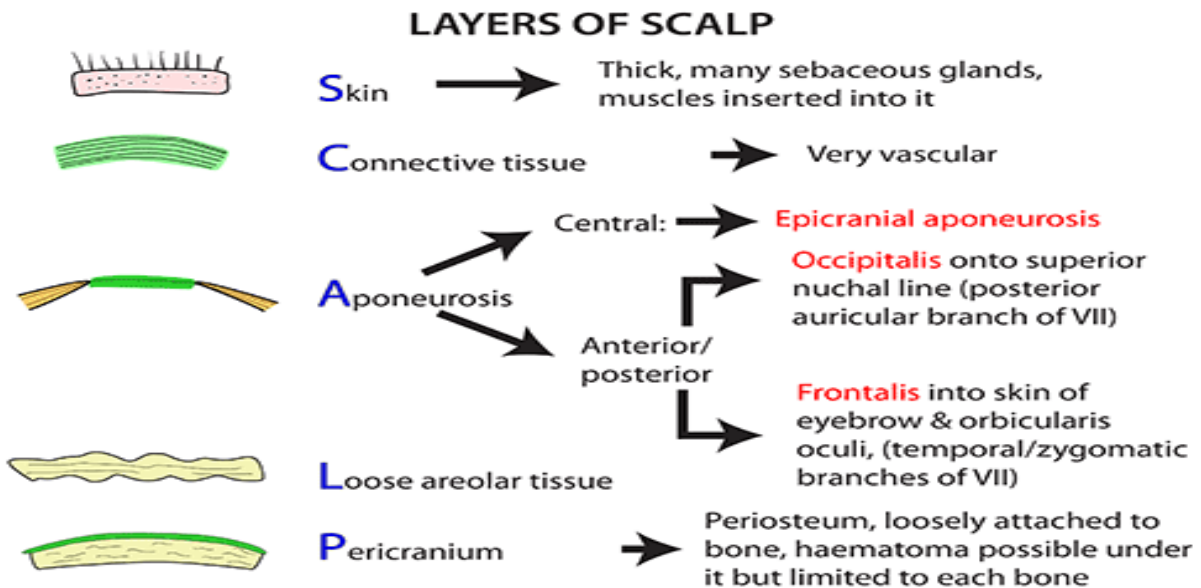 LAYERS OF SCALP
Skin
Thick, many sebaceous glands,
muscles inserted into it
Connective tissue
Very vascular
Aponeurosis
Central:
Epicranial aponeurosis
Anterior/
posterior
Occipitalis onto superior
nuchal line (posterior
auricular branch of VII)
Frontalis into skin of
eyebrow & orbicularis
oculi, (temporal/zygomatic
branches of VII)
Loose areolar tissue
Pericranium
Periosteum, loosely attached to
bone, haematoma possible under
it but limited to each bone